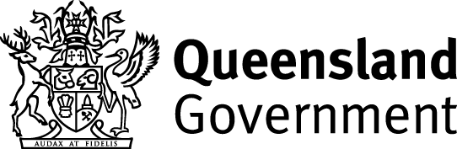 Queensland
Government
AUDAX AT FIDELIS